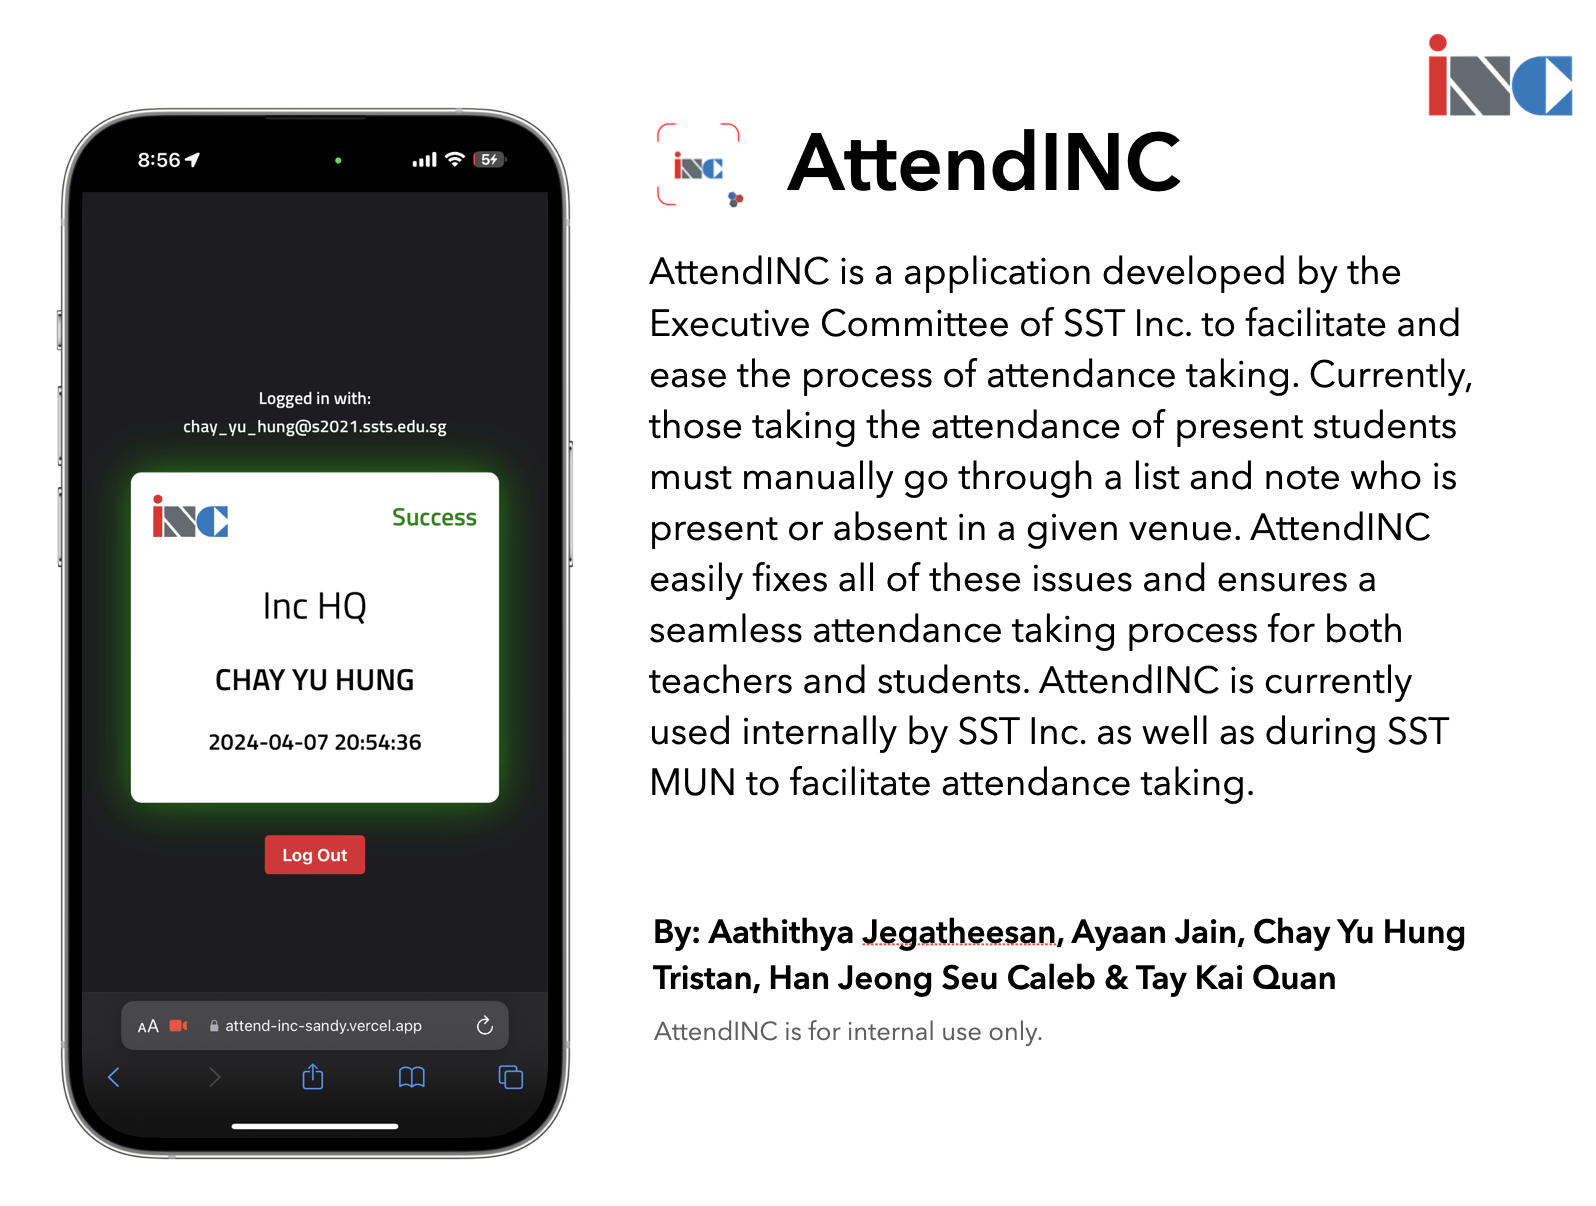 iNC
8:56
5
Logged in with:
chay_yu_hung@s2021.ssts.edu.sg
iNC
Success
Inc HQ
CHAY YU HUNG
2024-04-07 20:54:36
Log Out
AA
attend-inc-sandy.vercel.app
iNC
AttendINC
AttendINC is a application developed by the
Executive Committee of SST Inc. to facilitate and
ease the process of attendance taking. Currently,
those taking the attendance of present students
must manually go through a list and note who is
present or absent in a given venue. AttendINC
easily fixes all of these issues and ensures a
seamless attendance taking process for both
teachers and students. AttendINC is currently
used internally by SST Inc. as well as during SST
MUN to facilitate attendance taking.
By: Aathithya Jegatheesan, Ayaan Jain, Chay Yu Hung
Tristan, Han Jeong Seu Caleb & Tay Kai Quan
AttendINC is for internal use only.